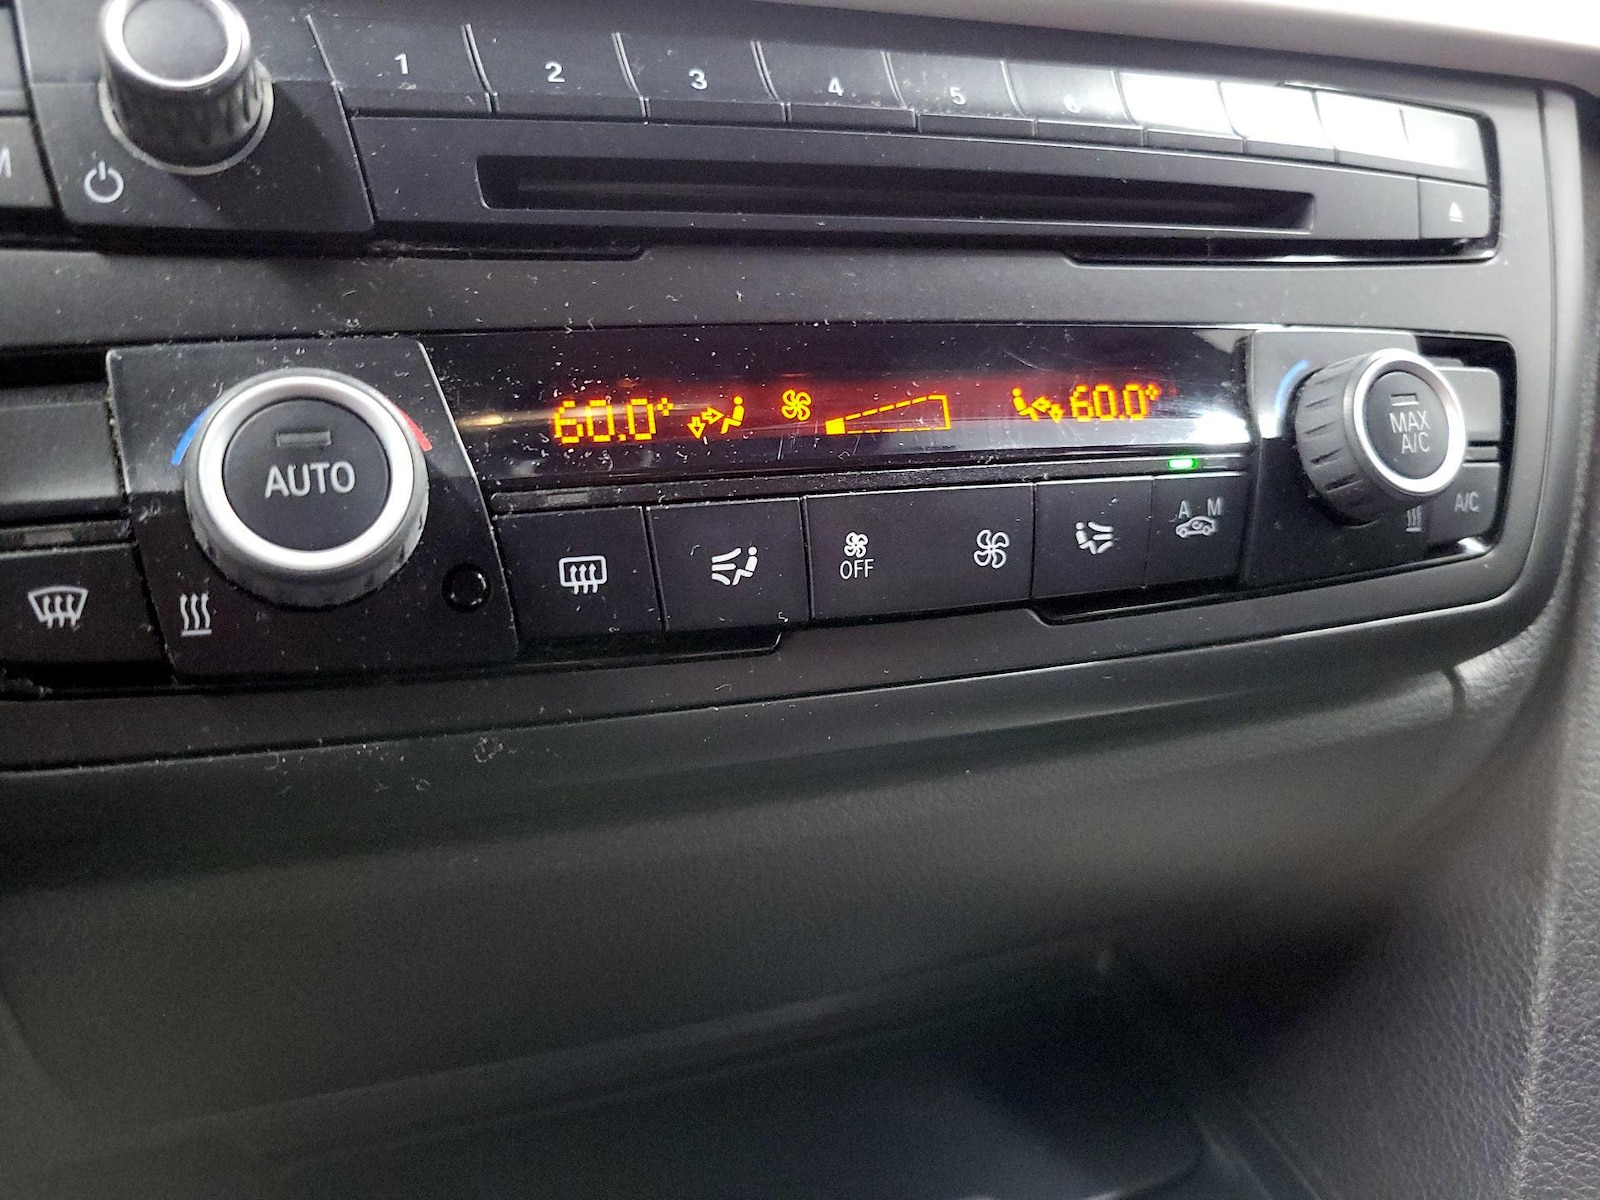 1 2 3 4 5 6
60.0° 60.0°
AUTO
MAX
A/C
OFF
A M
A/C